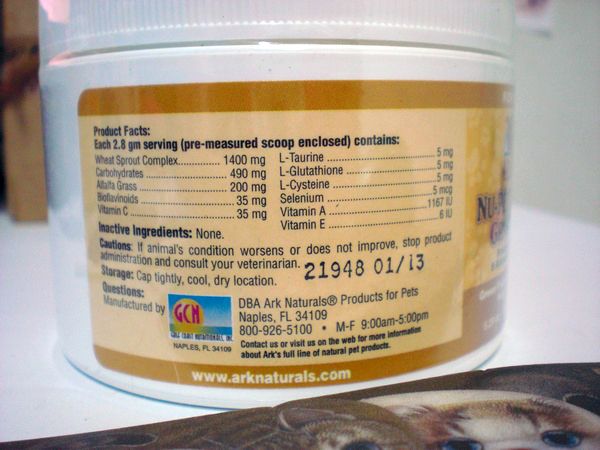 Product Facts:
Each 2.8 gm serving (pre-measured scoop enclosed) contains:
Wheat Sprout Complex............ 1400 mg
Carbohydrates ............ 490 mg
Alfalfa Grass ............ 200 mg
Bioflavinoids ............ 35 mg
Vitamin C ............ 35 mg
L-Taurine ............ 5 mg
L-Glutathione ............ 5 mg
L-Cysteine ............ 5 mg
Selenium ............ 5 mcg
Vitamin A ............ 1167 IU
Vitamin E ............ 6 IU
Inactive Ingredients: None.
Cautions: If animal's condition worsens or does not improve, stop product
administration and consult your veterinarian.
21948 01/13
Storage: Cap tightly, cool, dry location.
Questions:
Manufactured by
GCN
GULF COAST NUTRITIONALS, INC.
NAPLES, FL 34109
DBA Ark Naturals® Products for Pets
Naples, FL 34109
800-926-5100 • M-F 9:00am-5:00pm
Contact us or visit us on the web for more information
about Ark's full line of natural pet products.
www.arknaturals.com